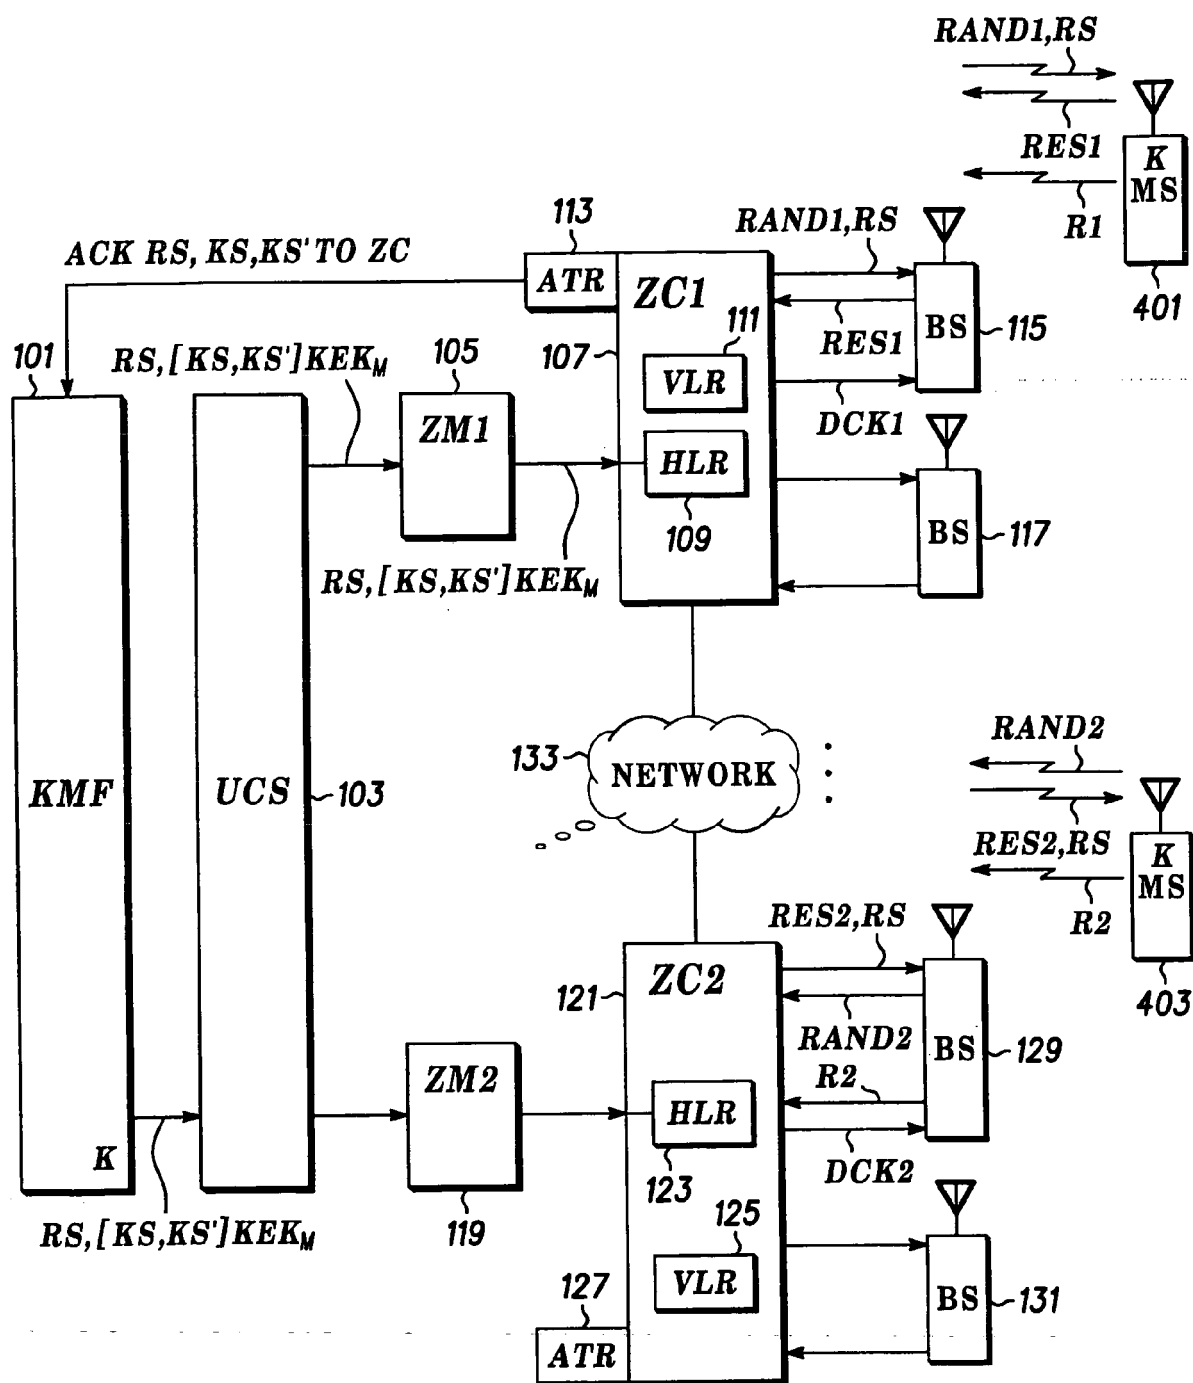 RAND1,RS
RES1
K
MS
R1
401
113
ACK RS, KS,KS' TO ZC
ATR
ZC1
RAND1,RS
BS
115
RES1
111
107
VLR
DCK1
101
RS,[KS,KS']KEKM
105
ZM1
HLR
109
BS
117
RS,[KS,KS']KEKM
KMF
UCS
103
133
NETWORK
RAND2
RES2,RS
K
MS
R2
403
RES2,RS
121
ZC2
RAND2
BS
129
R2
ZM2
HLR
123
DCK2
K
RS,[KS,KS']KEKM
119
125
VLR
BS
131
127
ATR